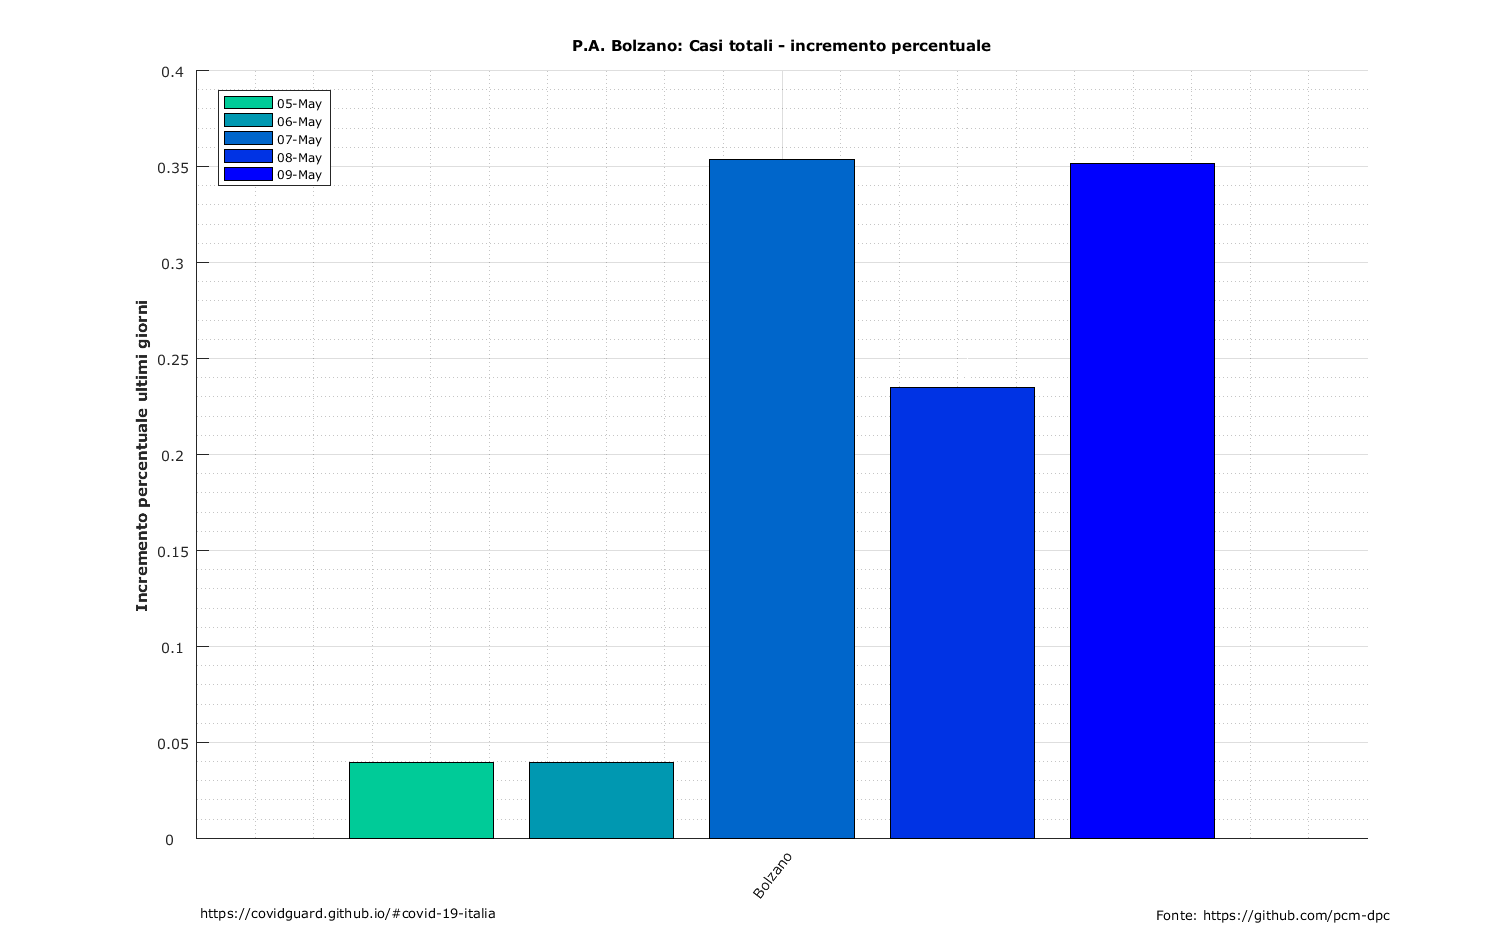 P.A. Bolzano: Casi totali - incremento percentuale
0.4
0.35
0.3
0.25
0.2
0.15
0.1
0.05
0
Incremento percentuale ultimi giorni
05-May
06-May
07-May
08-May
09-May
Bolzano
https://covidguard.github.io/#covid-19-italia
Fonte: https://github.com/pcm-dpc